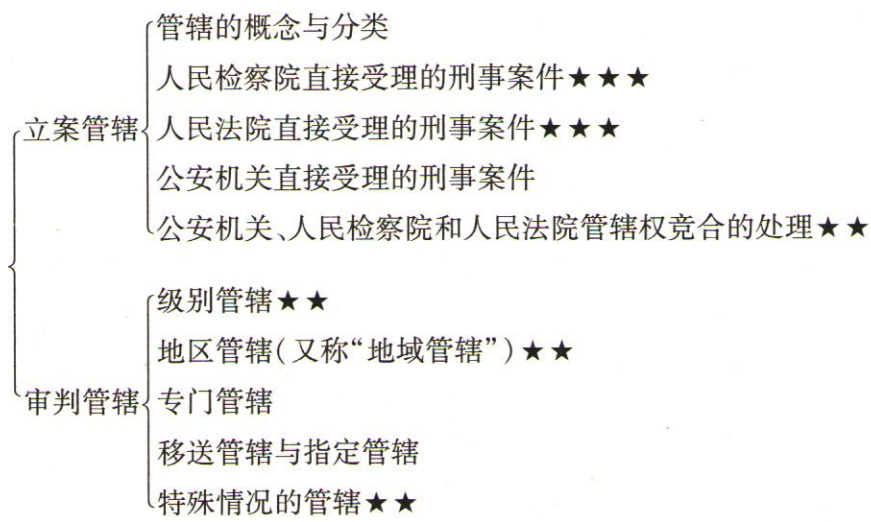 管辖的概念与分类
人民检察院直接受理的刑事案件★★★
立案管辖
人民法院直接受理的刑事案件★★★
公安机关直接受理的刑事案件
公安机关、人民检察院和人民法院管辖权竞合的处理★★
级别管辖★★
地区管辖(又称“地域管辖”)★★
审判管辖
专门管辖
移送管辖与指定管辖
特殊情况的管辖★★